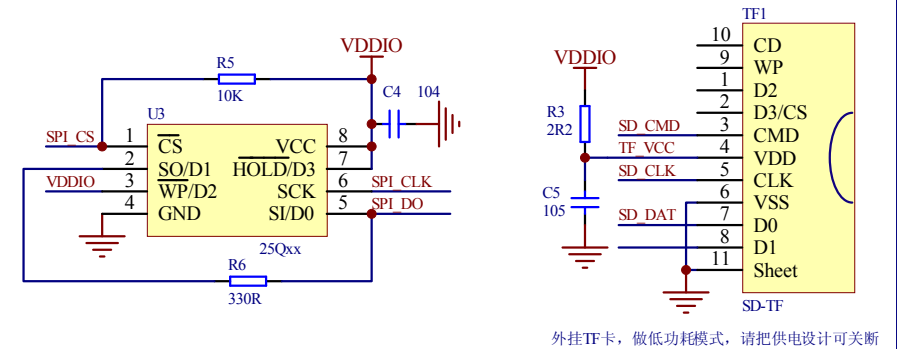 TF1
VDDIO
R5
10K
C4
104
U3
SPI_CS
1
CS
VCC
8
2
SO/D1
HOLD/D3
7
VDDIO
3
WP/D2
SCK
6
SPI_CLK
4
GND
SI/D0
5
SPI_DO
25Qxx
R6
330R
VDDIO
R3
2R2
TF_VCC
C5
105
10
CD
9
WP
1
D2
2
D3/CS
SD_CMD
3
CMD
4
VDD
SD_CLK
5
CLK
6
VSS
SD_DAT
7
D0
8
D1
11
Sheet
SD-TF
外挂TF卡，做低功耗模式，请把供电设计可关断